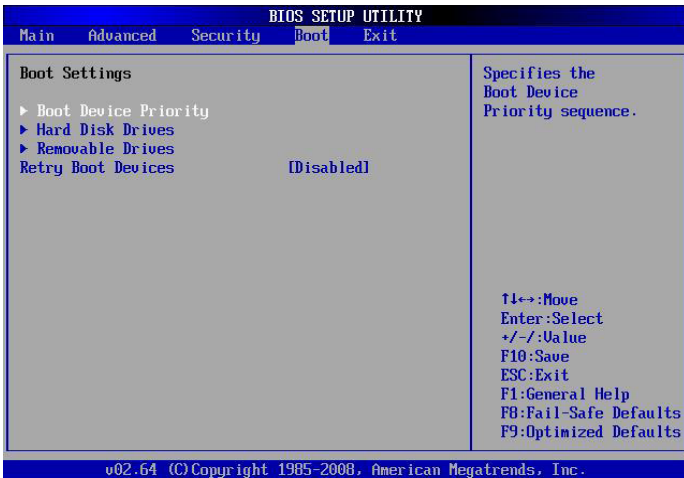 BIOS SETUP UTILITY
Main Advanced Security Boot Exit
Boot Settings
▶ Boot Device Priority
▶ Hard Disk Drives
▶ Removable Drives
Retry Boot Devices [Disabled]
Specifies the
Boot Device
Priority sequence.
↑↓←→:Move
Enter:Select
+/-/:Value
F10:Save
ESC:Exit
F1:General Help
F8:Fail-Safe Defaults
F9:Optimized Defaults
v02.64 (C)Copyright 1985-2008, American Megatrends, Inc.